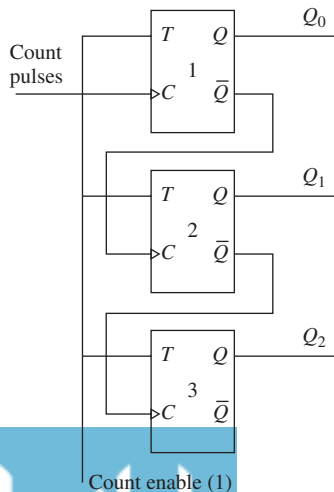 T Q Q₀
Count
pulses
1
C Q̅
T Q Q₁
2
C Q̅
T Q Q₂
3
C Q̅
Count enable (1)